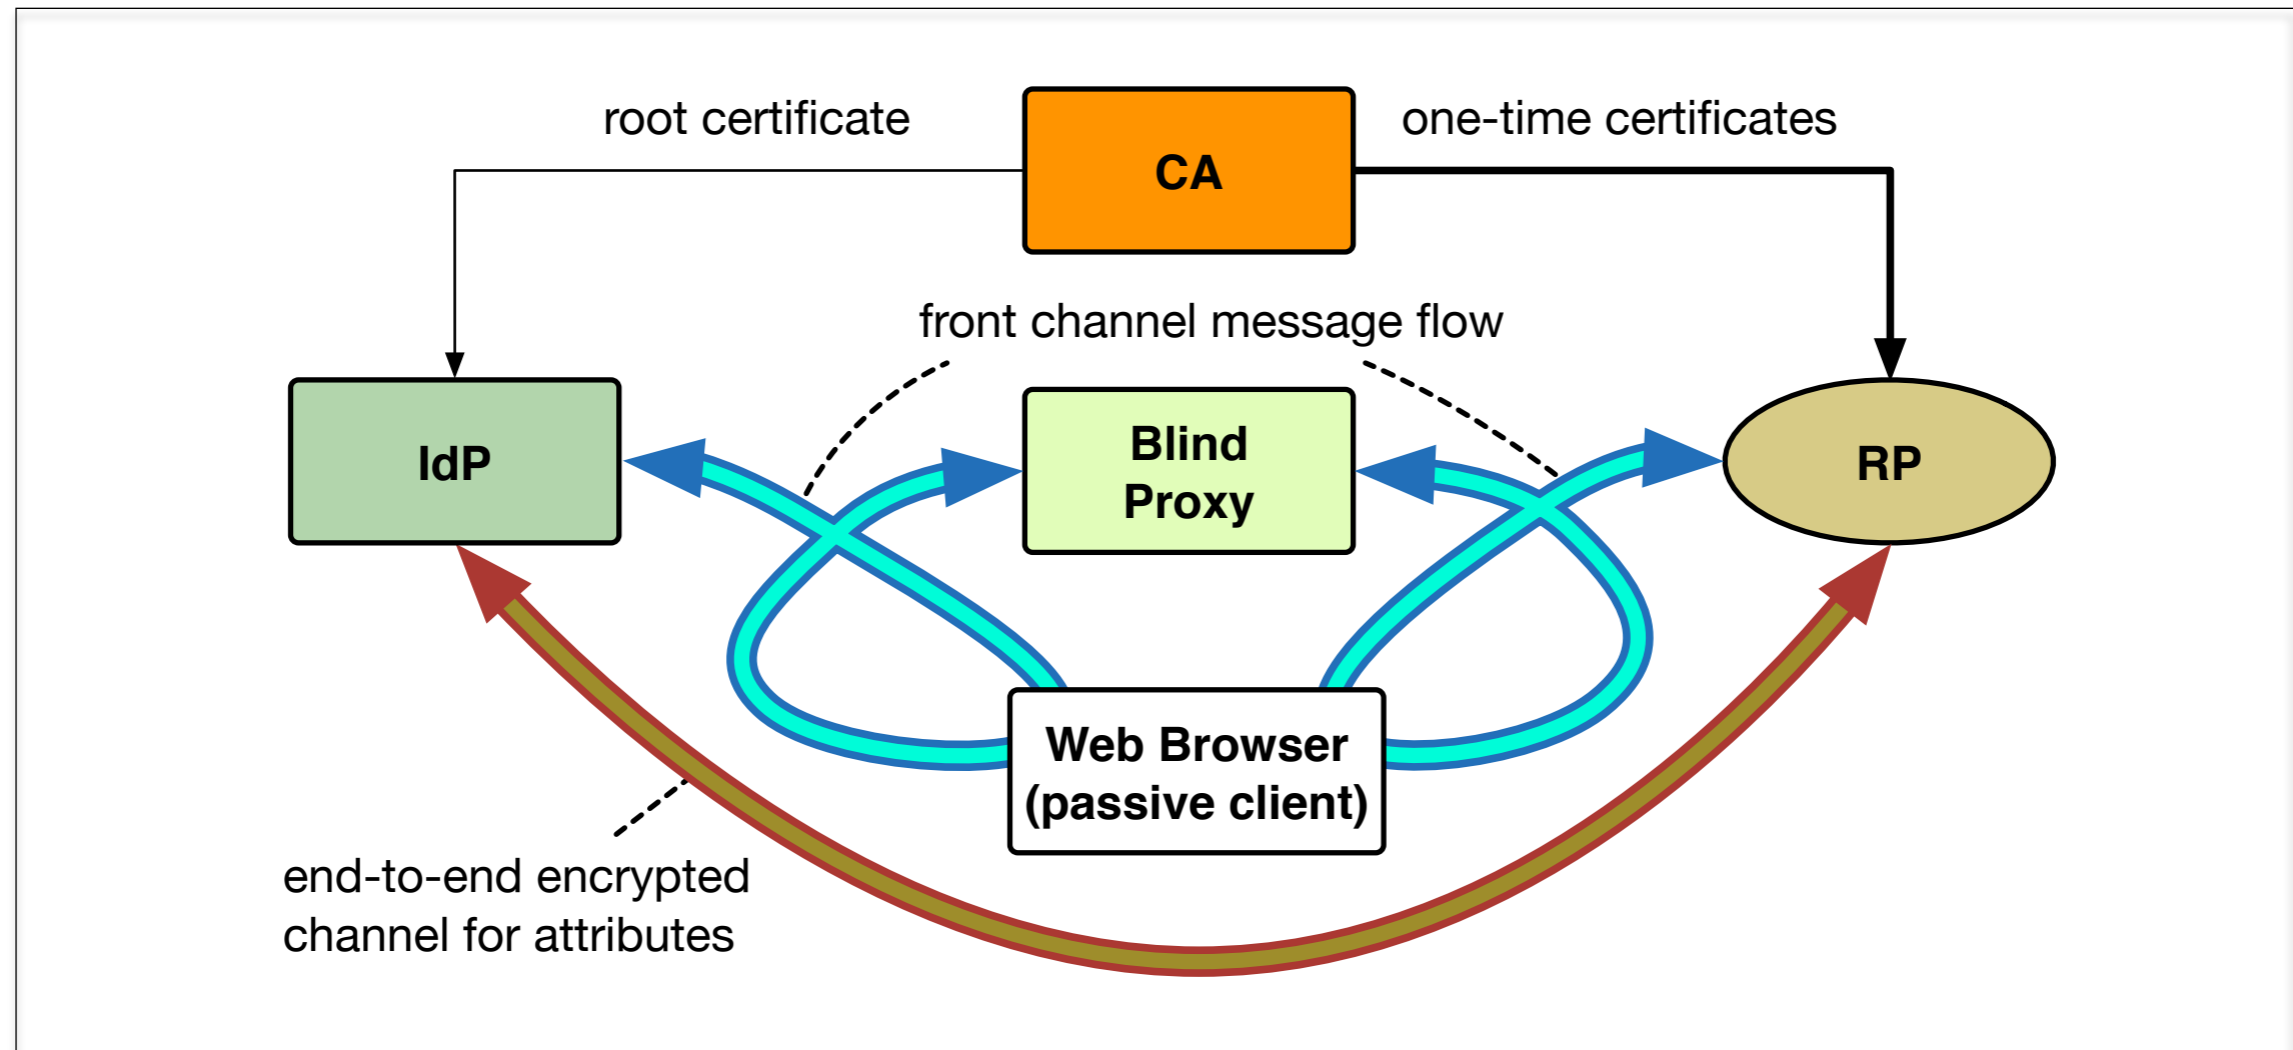 root certificate
CA
one-time certificates
front channel message flow
IdP
Blind
Proxy
RP
Web Browser
(passive client)
end-to-end encrypted
channel for attributes